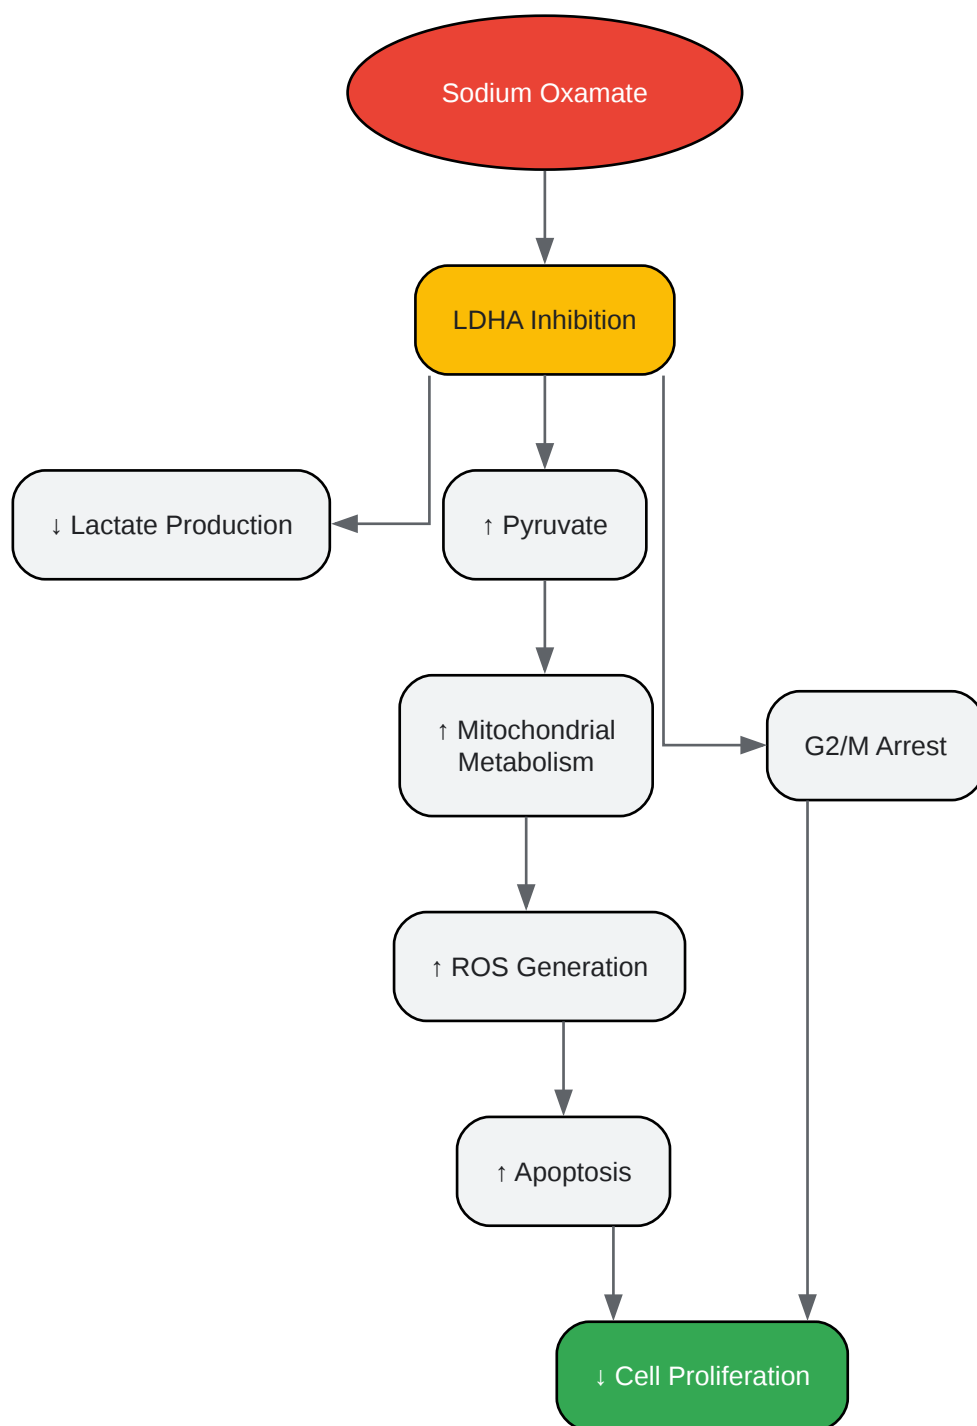 Sodium Oxamate
LDHA Inhibition
↓ Lactate Production
↑ Pyruvate
↑ Mitochondrial
Metabolism
G2/M Arrest
↑ ROS Generation
↑ Apoptosis
↓ Cell Proliferation